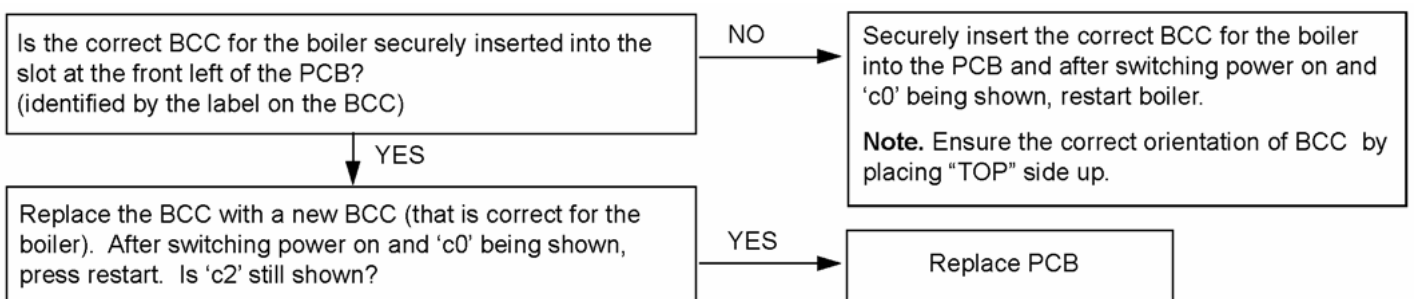 Is the correct BCC for the boiler securely inserted into the
slot at the front left of the PCB?
(identified by the label on the BCC)
NO
Securely insert the correct BCC for the boiler
into the PCB and after switching power on and
‘c0’ being shown, restart boiler.
Note. Ensure the correct orientation of BCC by
placing “TOP” side up.
YES
Replace the BCC with a new BCC (that is correct for the
boiler). After switching power on and ‘c0’ being shown,
press restart. Is ‘c2’ still shown?
YES
Replace PCB